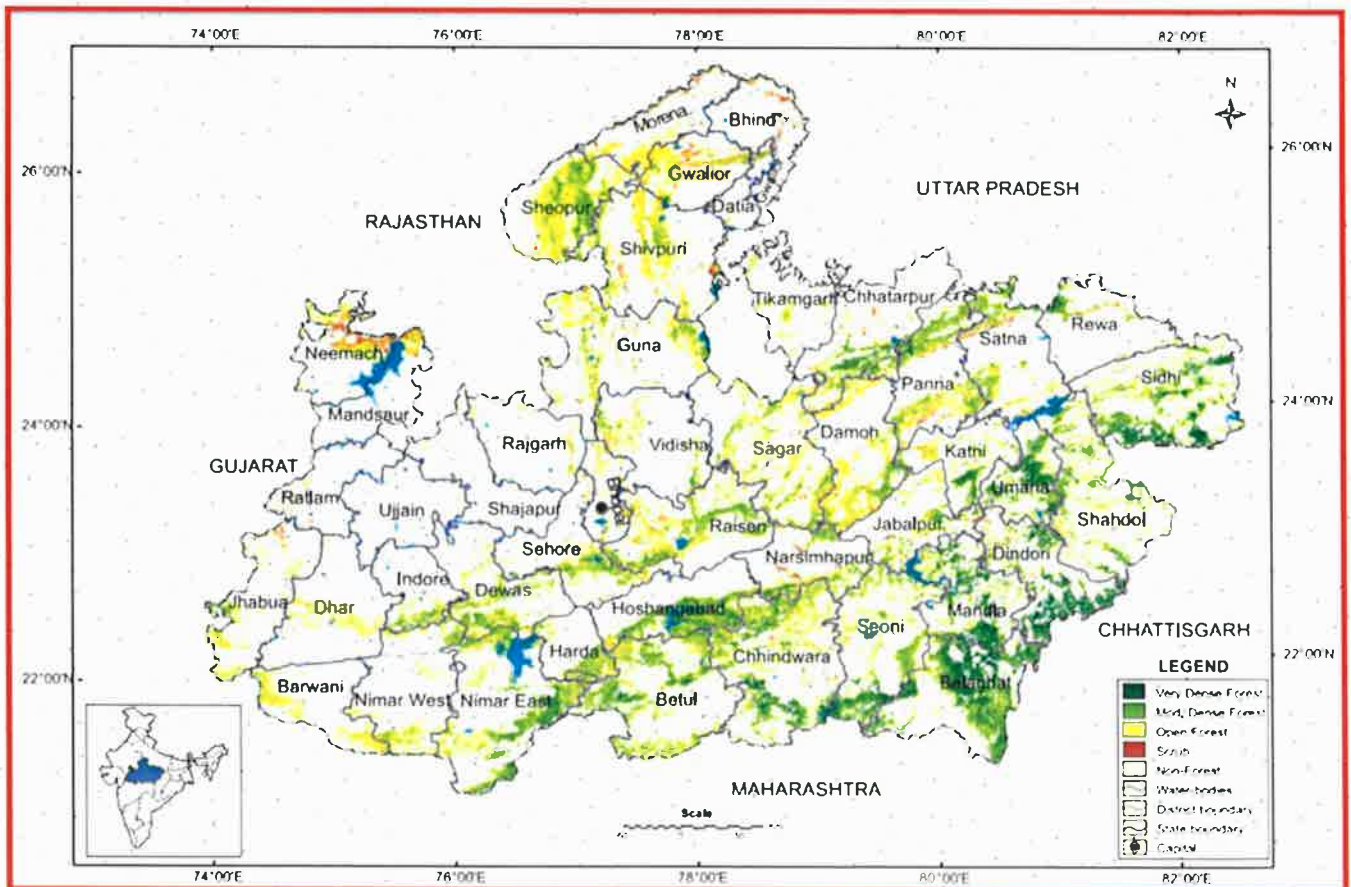 74°00'E 76°00'E 78°00'E 80°00'E 82°00'E
N
Morena
Bhind
26°00'N
26°00'N
Gwalior
UTTAR PRADESH
RAJASTHAN
Sheopur
Datia
Shivpuri
Tikamgarh
Chhatarpur
Rewa
Neemach
Guna
Satna
Panna
Sidhi
Mandsaur
24°00'N
24°00'N
Rajgarh
Vidisha
Sagar
Damoh
Katni
GUJARAT
Ratlam
Ujjain
Shajapur
Bhopal
Raisen
Jabalpur
Umaria
Shahdol
Sehore
Narsimhapur
Dindori
Indore
Dewas
Jhabua
Dhar
Hoshangabad
Seoni
Mandla
CHHATTISGARH
Harda
Chhindwara
22°00'N
22°00'N
Barwani
Nimar West
Nimar East
Betul
Balaghat
MAHARASHTRA
LEGEND
Very Dense Forest
Mod. Dense Forest
Open Forest
Scrub
Non-Forest
Water bodies
District boundary
State boundary
Capital
Scale
74°00'E 76°00'E 78°00'E 80°00'E 82°00'E